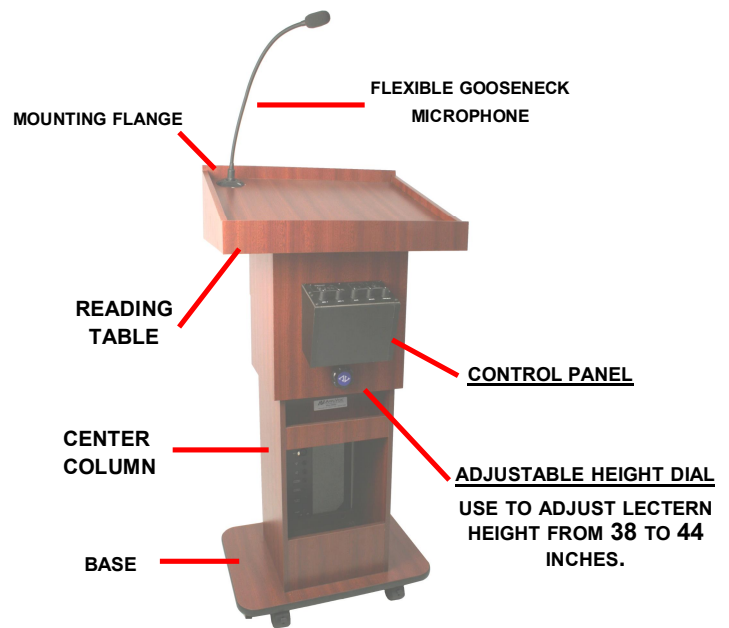 FLEXIBLE GOOSENECK
MICROPHONE
MOUNTING FLANGE
READING
TABLE
CONTROL PANEL
CENTER
COLUMN
ADJUSTABLE HEIGHT DIAL
USE TO ADJUST LECTERN
HEIGHT FROM 38 TO 44
INCHES.
BASE